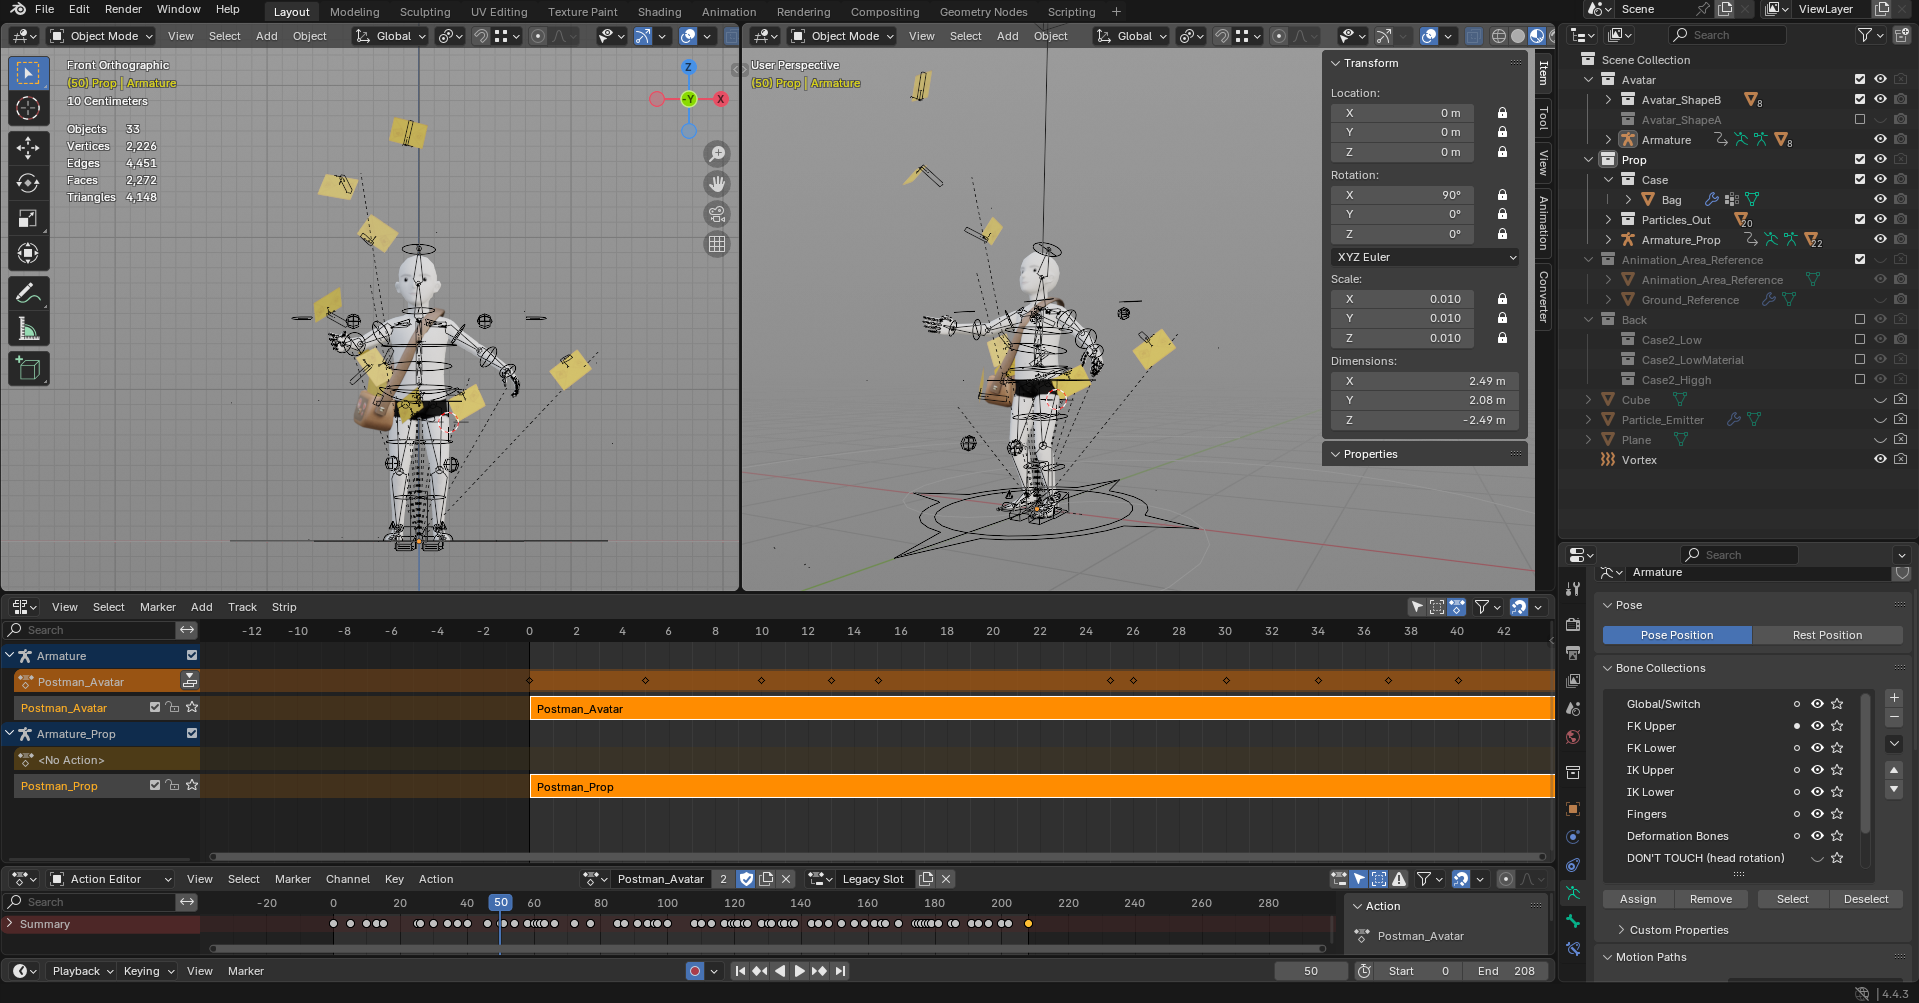 File Edit Render Window Help Layout Modeling Sculpting UV Editing Texture Paint Shading Animation Rendering Compositing Geometry Nodes Scripting + Scene ViewLayer
Object Mode View Select Add Object Global
Object Mode View Select Add Object Global
Search
Front Orthographic
(50) Prop | Armature
10 Centimeters
Objects 33
Vertices 2,226
Edges 4,451
Faces 2,272
Triangles 4,148
Z
-Y
X
User Perspective
(50) Prop | Armature
Transform
Location:
X 0 m
Y 0 m
Z 0 m
Rotation:
X 90°
Y 0°
Z 0°
XYZ Euler
Scale:
X 0.010
Y 0.010
Z 0.010
Dimensions:
X 2.49 m
Y 2.08 m
Z -2.49 m
Properties
Item
Tool
View
Animation
Converter
Scene Collection
Avatar
Avatar_ShapeB 8
Avatar_ShapeA
Armature 8
Prop
Case
Bag
Particles_Out 20
Armature_Prop 22
Animation_Area_Reference
Animation_Area_Reference
Ground_Reference
Back
Case2_Low
Case2_LowMaterial
Case2_Higgh
Cube
Particle_Emitter
Plane
Vortex
View Select Marker Add Track Strip
Search
-12 -10 -8 -6 -4 -2 0 2 4 6 8 10 12 14 16 18 20 22 24 26 28 30 32 34 36 38 40 42
Armature
Postman_Avatar
Postman_Avatar Postman_Avatar
Armature_Prop
<No Action>
Postman_Prop Postman_Prop
Action Editor View Select Marker Channel Key Action Postman_Avatar 2 Legacy Slot
Search
-20 0 20 40 50 60 80 100 120 140 160 180 200 220 240 260 280
Summary
Action
Postman_Avatar
Playback Keying View Marker 50 Start 0 End 208
Search
Armature
Pose
Pose Position Rest Position
Bone Collections
Global/Switch
FK Upper
FK Lower
IK Upper
IK Lower
Fingers
Deformation Bones
DON'T TOUCH (head rotation)
Assign Remove Select Deselect
Custom Properties
Motion Paths
4.4.3